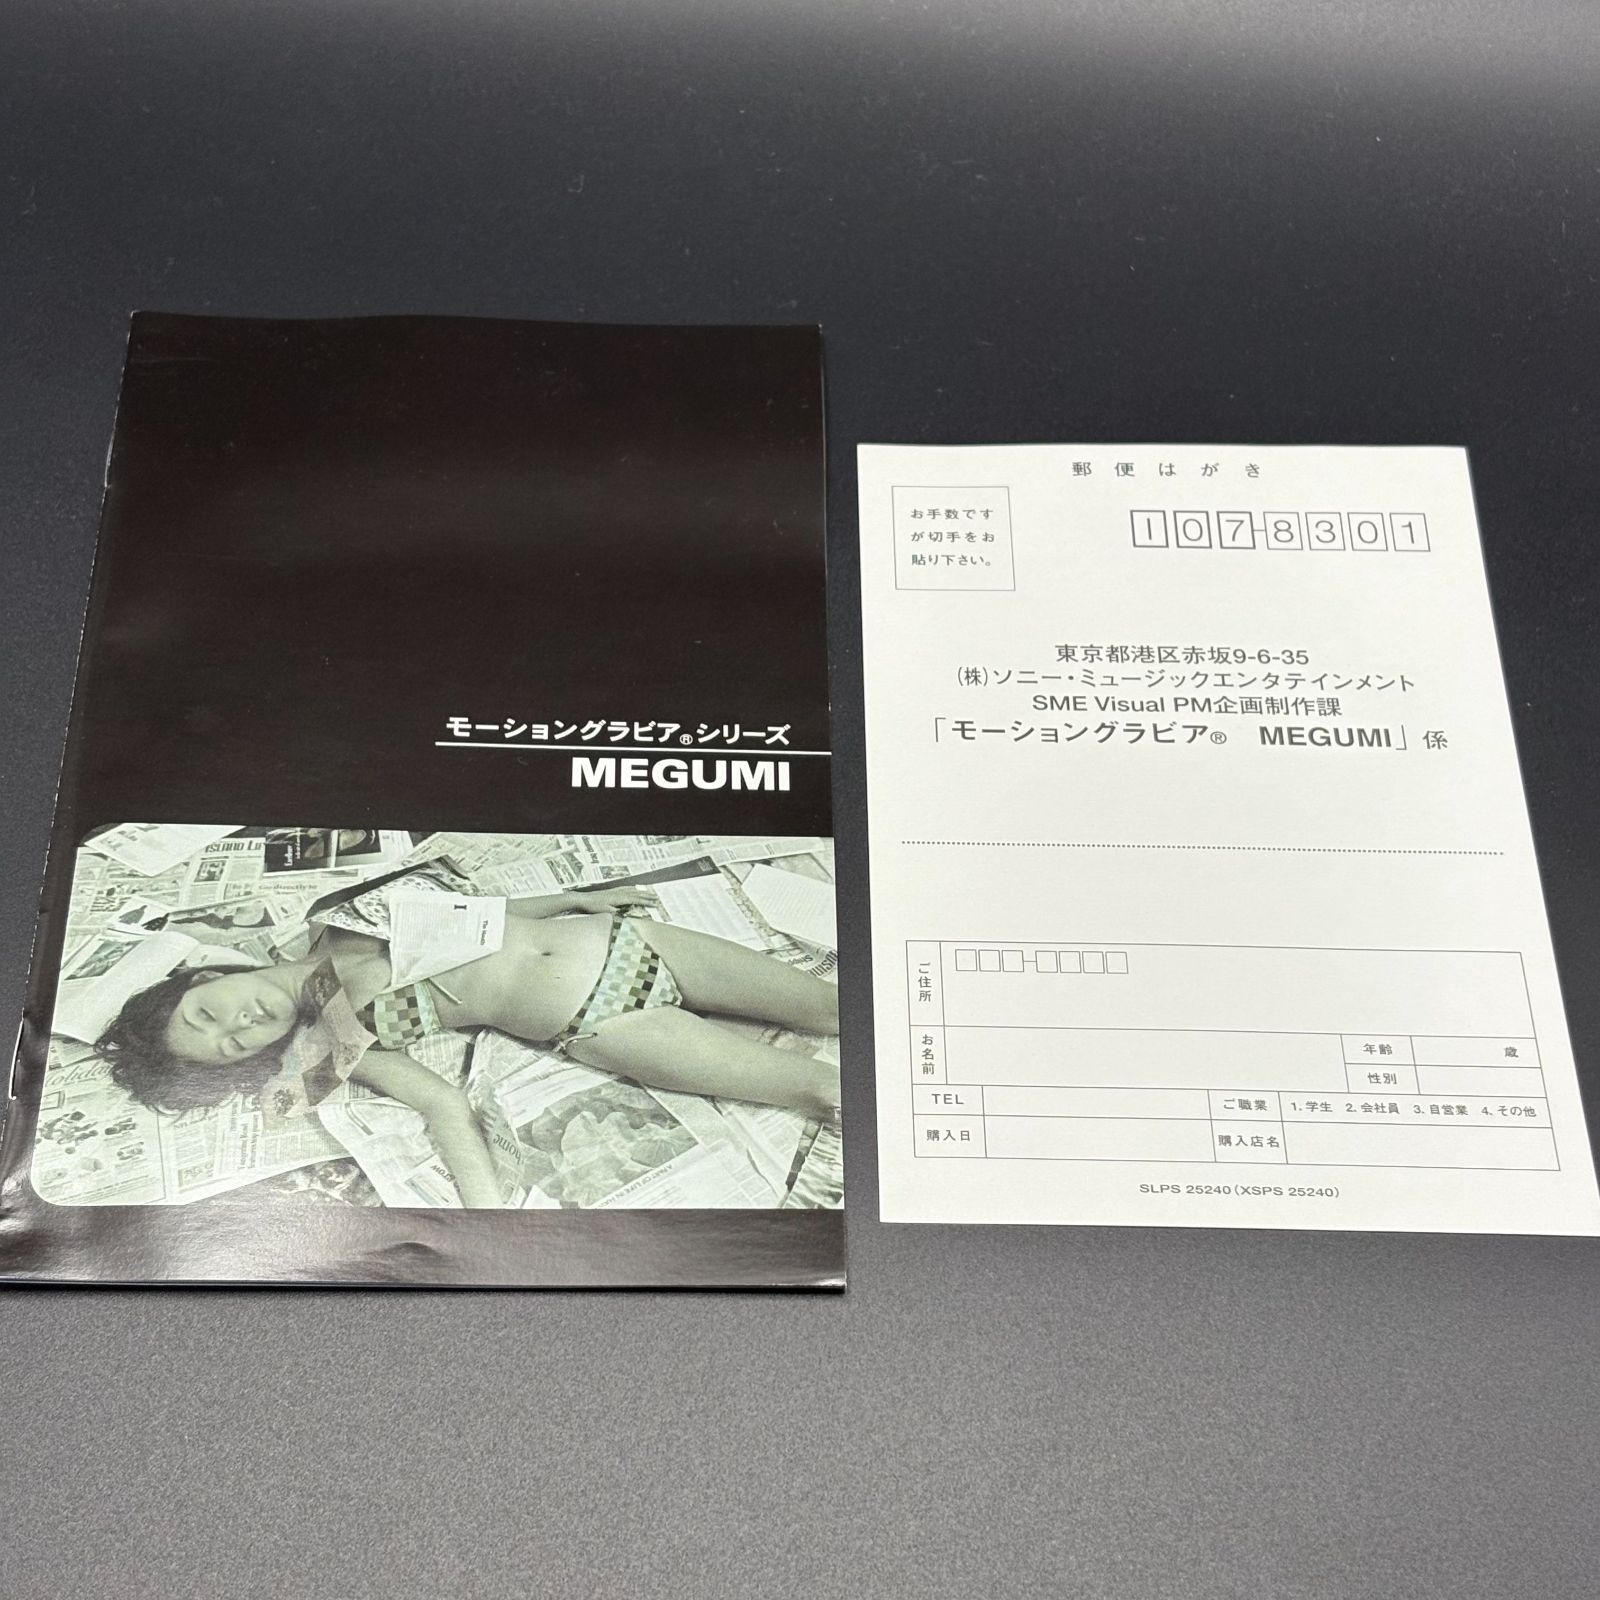 モーショングラビア®シリーズ
MEGUMI
ISLAND LIF
Go directly to
I
郵便はがき
お手数です
が切手をお
貼り下さい。
107-8301
東京都港区赤坂9-6-35
(株)ソニー・ミュージックエンタテインメント
SME Visual PM企画制作課
「モーショングラビア® MEGUMI」係
ご住所
お名前
年齢 歳
性別
TEL
ご職業 1. 学生 2. 会社員 3. 自営業 4. その他
購入日
購入店名
SLPS 25240(XSPS 25240)